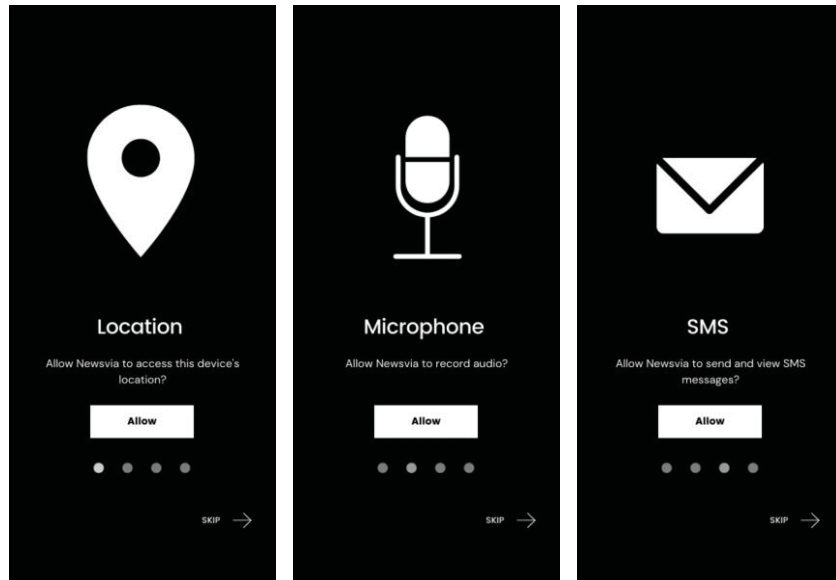 Location
Allow Newsvia to access this device's
location?
Allow
SKIP
Microphone
Allow Newsvia to record audio?
Allow
SKIP
SMS
Allow Newsvia to send and view SMS
messages?
Allow
SKIP